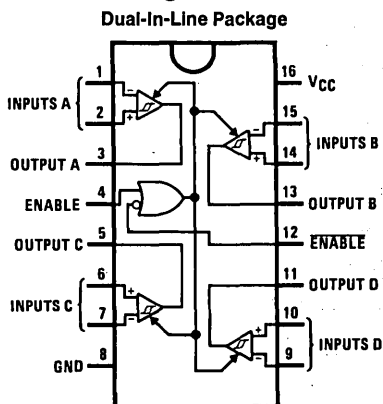 Dual-In-Line Package
1
INPUTS A
2
3
OUTPUT A
4
ENABLE
5
OUTPUT C
6
INPUTS C
7
8
GND
16
VCC
15
INPUTS B
14
13
OUTPUT B
12
ENABLE
11
OUTPUT D
10
INPUTS D
9
− + − + + − + −